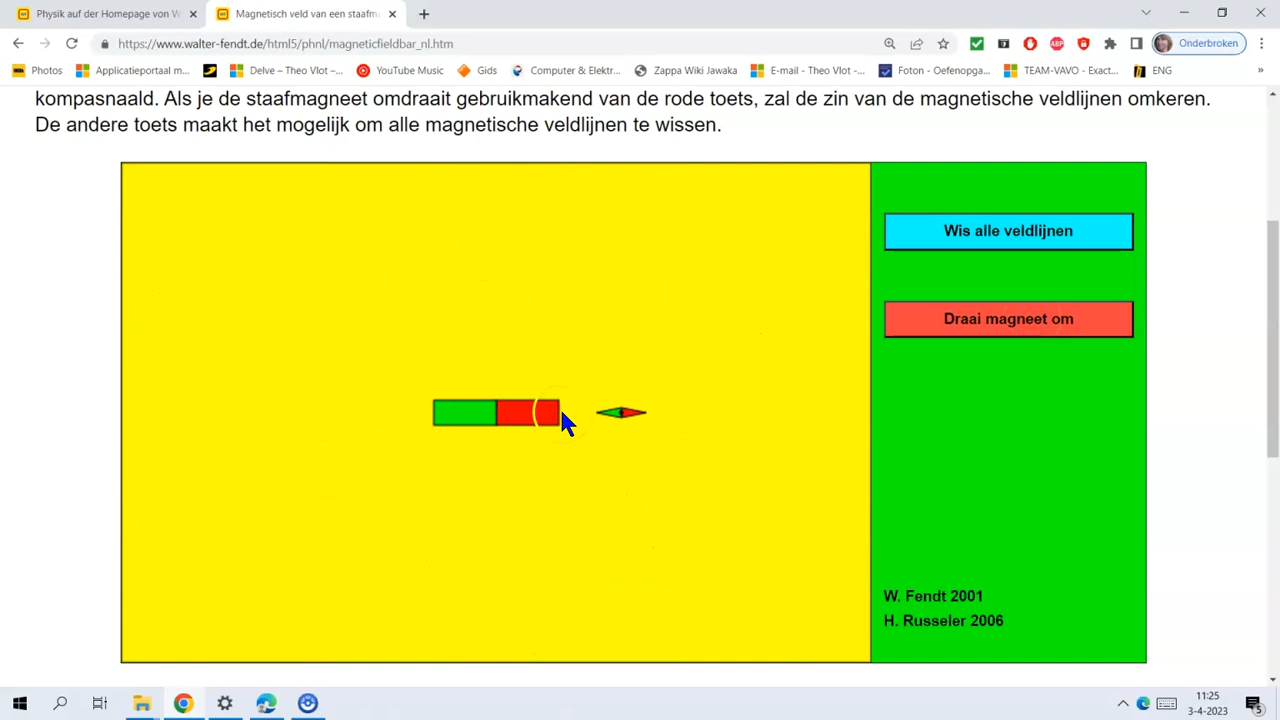 Physik auf der Homepage von W
Magnetisch veld van een staafm
https://www.walter-fendt.de/html5/phnl/magneticfieldbar_nl.htm
ABP
Onderbroken
Photos
Applicatieportaal m...
Delve – Theo Vlot –...
YouTube Music
Gids
Computer & Elektr...
Zappa Wiki Jawaka
E-mail - Theo Vlot -...
Foton - Oefenopga...
TEAM-VAVO - Exact...
ENG
»
kompasnaald. Als je de staafmagneet omdraait gebruikmakend van de rode toets, zal de zin van de magnetische veldlijnen omkeren.
De andere toets maakt het mogelijk om alle magnetische veldlijnen te wissen.
Wis alle veldlijnen
Draai magneet om
W. Fendt 2001
H. Russeler 2006
11:25
3-4-2023
5